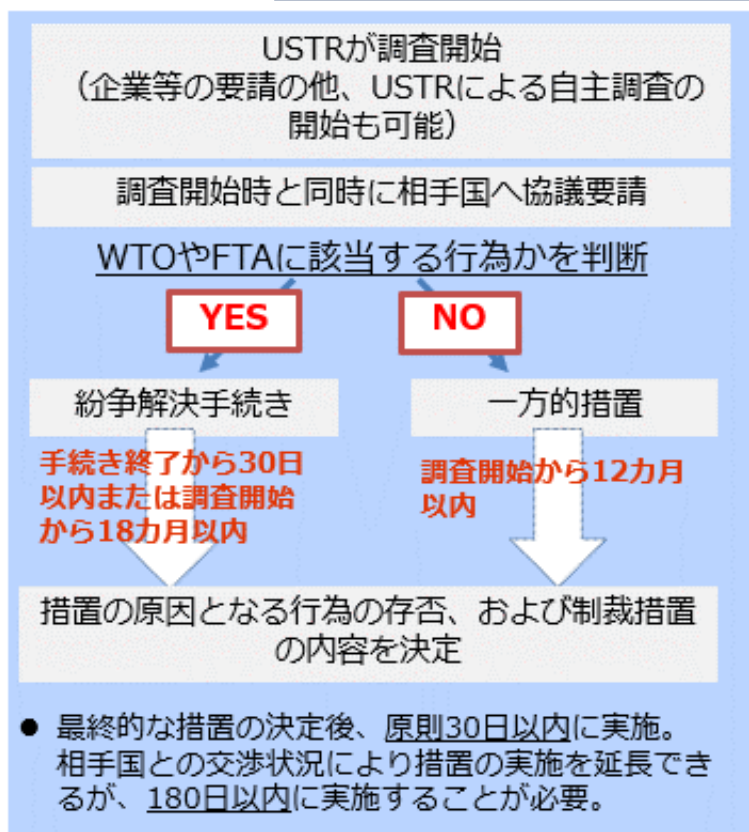 USTRが調査開始
（企業等の要請の他、USTRによる自主調査の
開始も可能）
調査開始時と同時に相手国へ協議要請
WTOやFTAに該当する行為かを判断
YES
NO
紛争解決手続き
一方的措置
手続き終了から30日
以内または調査開始
から18カ月以内
調査開始から12カ月
以内
措置の原因となる行為の存否、および制裁措置
の内容を決定
● 最終的な措置の決定後、原則30日以内に実施。
相手国との交渉状況により措置の実施を延長でき
るが、180日以内に実施することが必要。